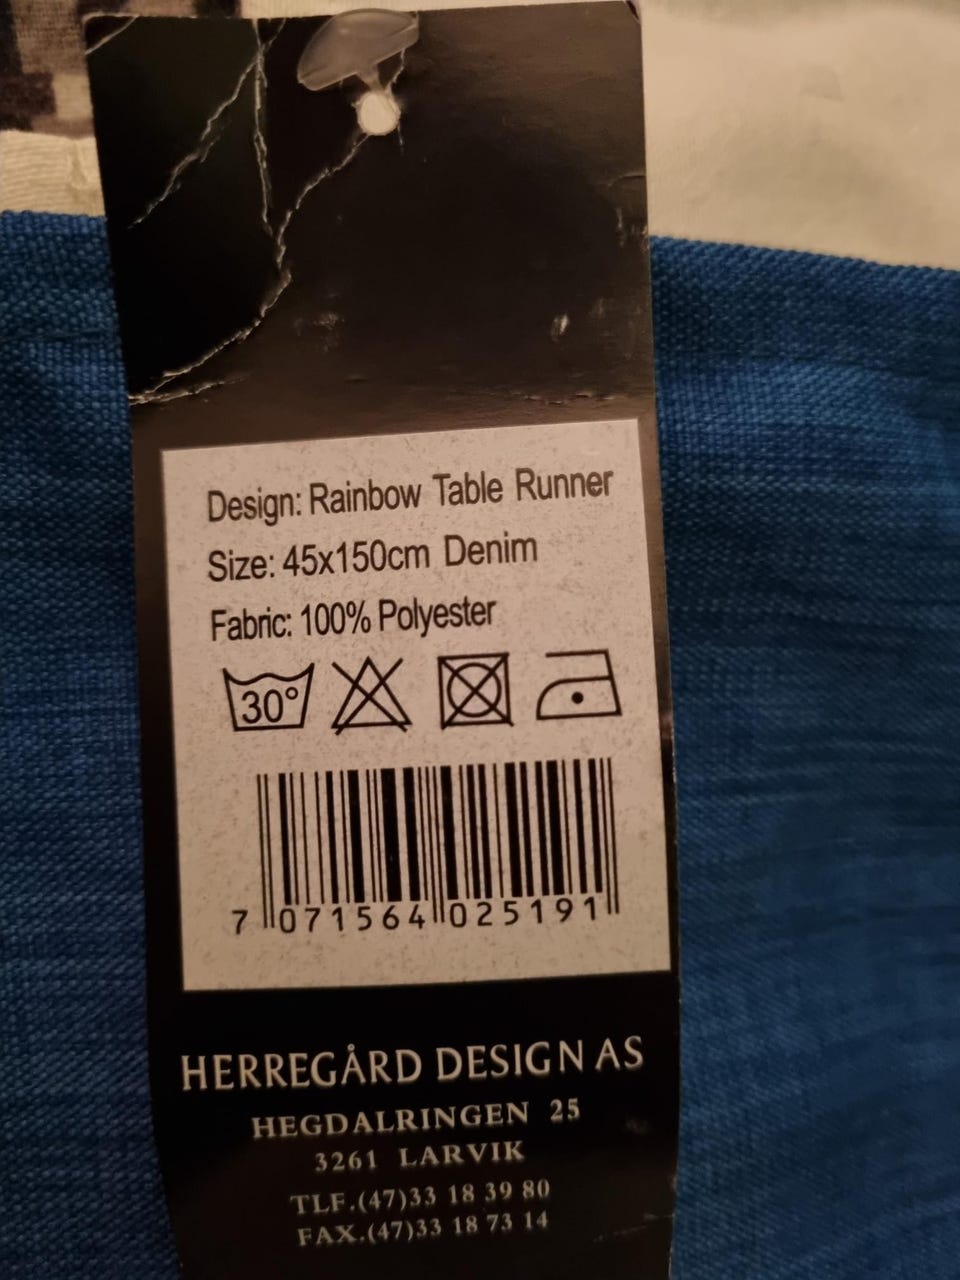 Design: Rainbow Table Runner
Size: 45x150cm Denim
Fabric: 100% Polyester
30°
7 071564 025191
HERREGÅRD DESIGN AS
HEGDALRINGEN 25
3261 LARVIK
TLF.(47)33 18 39 80
FAX.(47)33 18 73 14